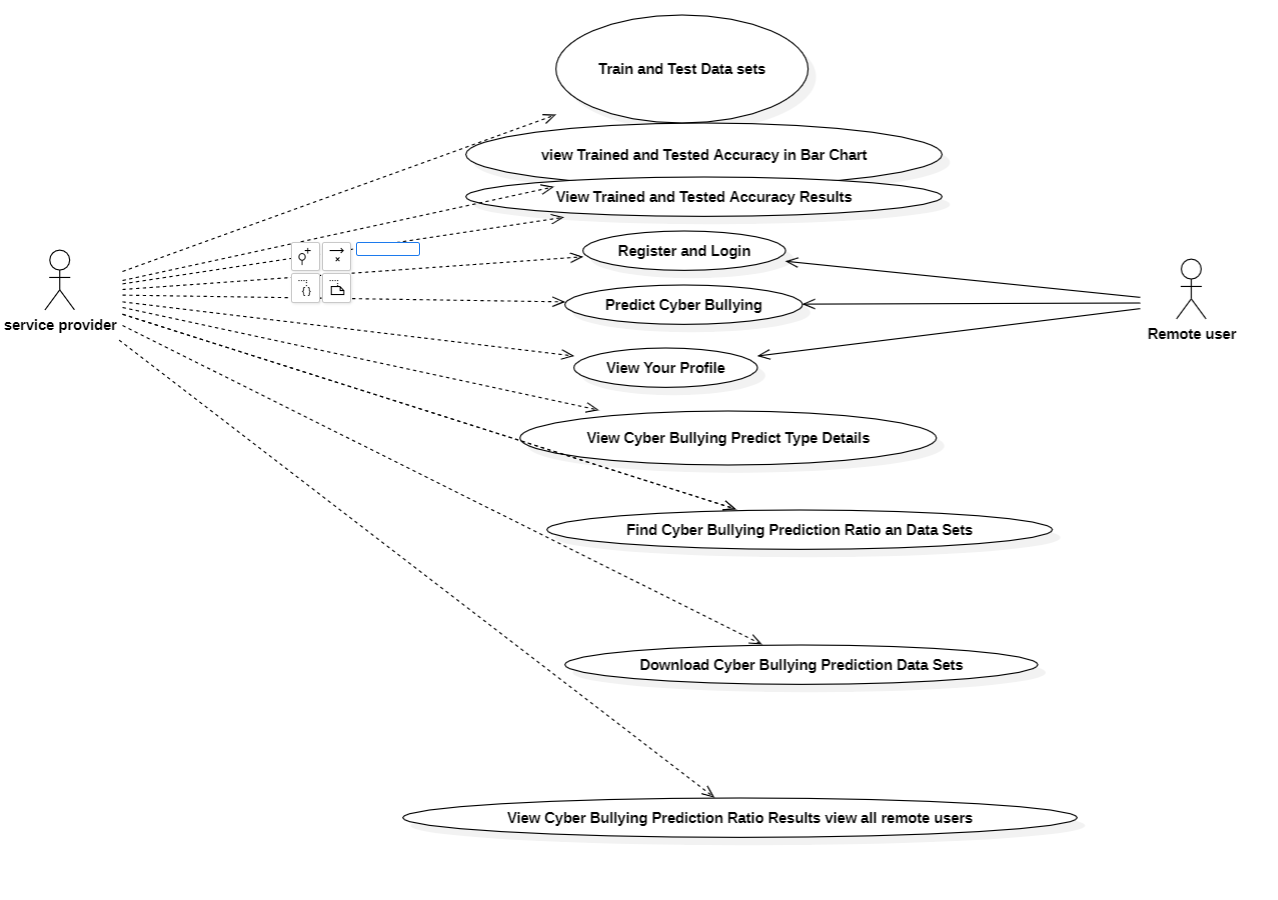 Train and Test Data sets
view Trained and Tested Accuracy in Bar Chart
View Trained and Tested Accuracy Results
Register and Login
Predict Cyber Bullying
service provider
Remote user
View Your Profile
View Cyber Bullying Predict Type Details
Find Cyber Bullying Prediction Ratio an Data Sets
Download Cyber Bullying Prediction Data Sets
View Cyber Bullying Prediction Ratio Results view all remote users